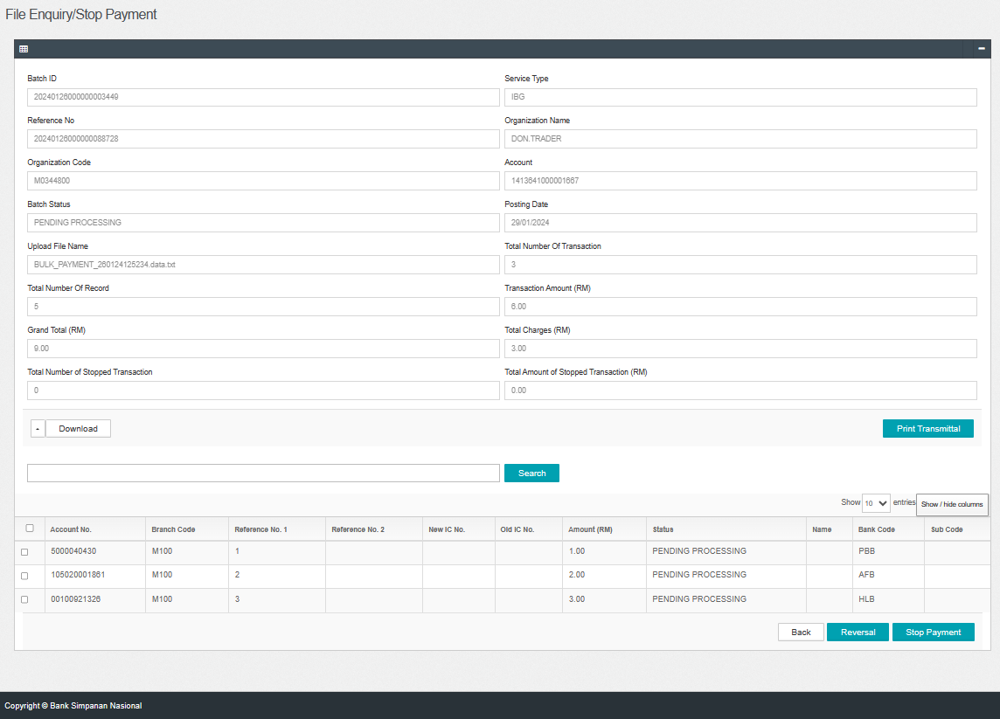 File Enquiry/Stop Payment
Batch ID Service Type
20240126000000003449 IBG
Reference No Organization Name
20240126000000088728 DON.TRADER
Organization Code Account
M0344800 1413641000001667
Batch Status Posting Date
PENDING PROCESSING 29/01/2024
Upload File Name Total Number Of Transaction
BULK_PAYMENT_260124125234.data.txt 3
Total Number Of Record Transaction Amount (RM)
5 6.00
Grand Total (RM) Total Charges (RM)
9.00 3.00
Total Number of Stopped Transaction Total Amount of Stopped Transaction (RM)
0 0.00
- Download Print Transmittal
Search
Show 10 entries Show / hide columns
Account No. Branch Code Reference No. 1 Reference No. 2 New IC No. Old IC No. Amount (RM) Status Name Bank Code Sub Code
5000040430 M100 1 1.00 PENDING PROCESSING PBB
105020001861 M100 2 2.00 PENDING PROCESSING AFB
00100921326 M100 3 3.00 PENDING PROCESSING HLB
Back Reversal Stop Payment
Copyright © Bank Simpanan Nasional